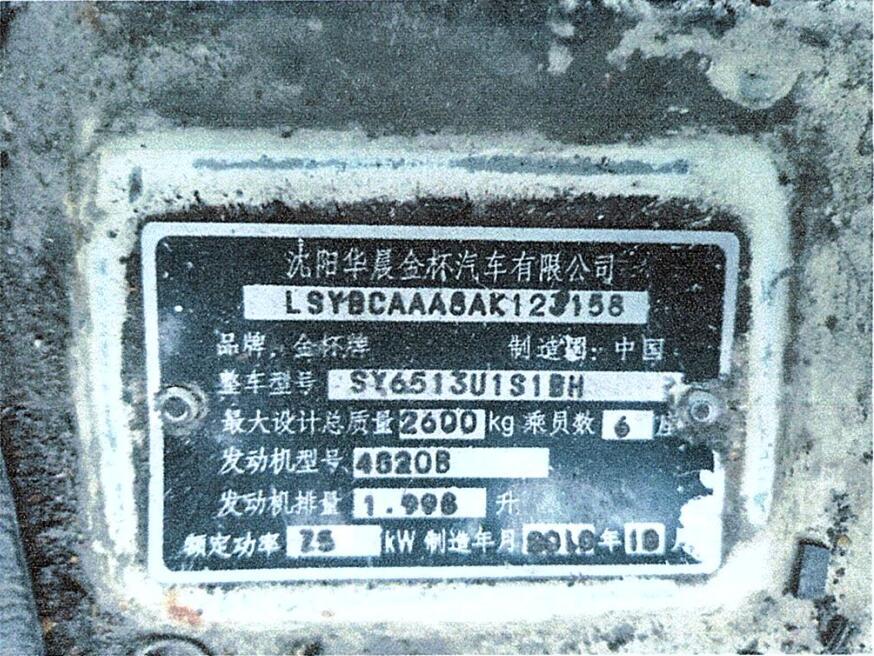 沈阳华晨金杯汽车有限公司
品牌：金杯牌 制造国：中国
整车型号 SY6513U1S1BH
最大设计总质量 2600 kg 乘员数 6 座
发动机型号
发动机排量 1.998 升
额定功率 75 kW 制造年月 2010 年 10 月